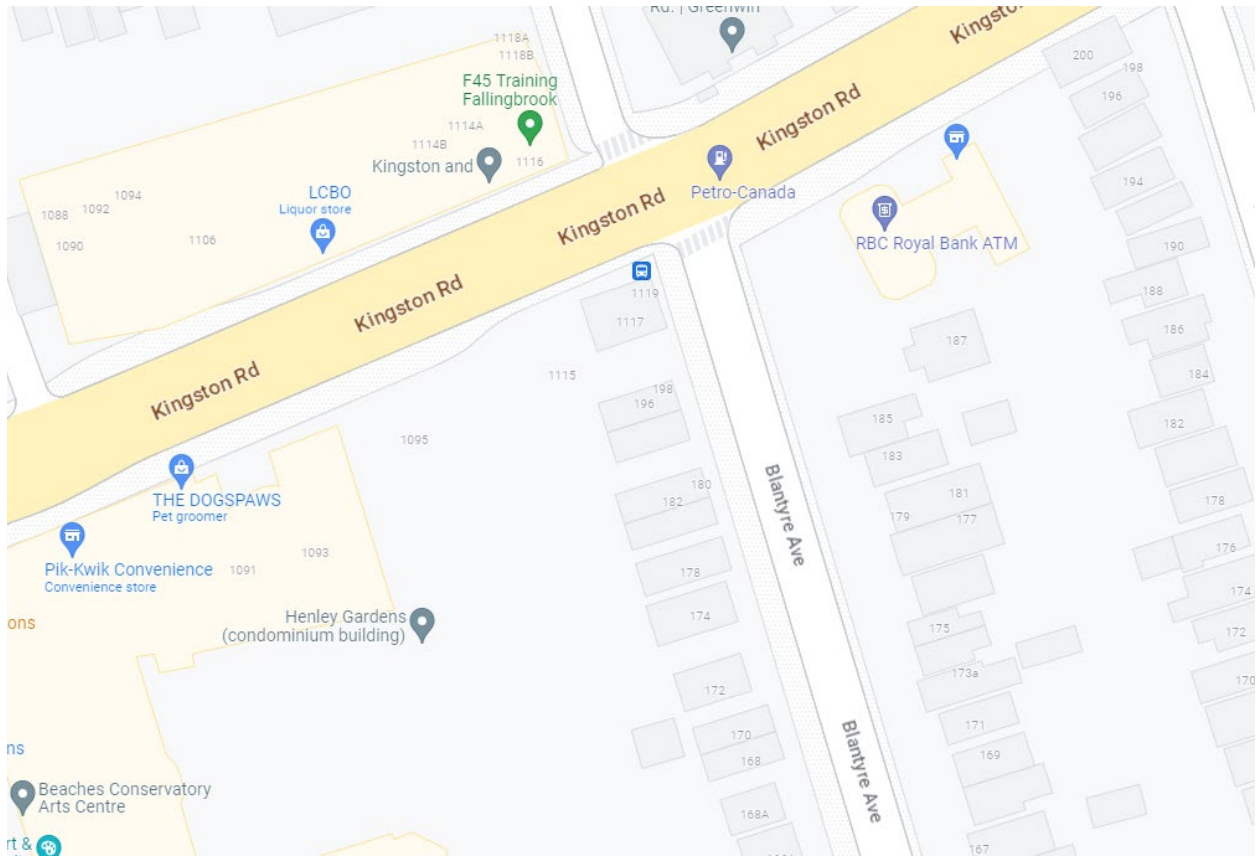 Rd. | Greenwin
Kingston
1118A
1118B
200
198
196
F45 Training
Fallingbrook
1114A
1114B
1116
Kingston and
Kingston Rd
Petro-Canada
194
LCBO
Liquor store
1094
1092
1088
1090
1106
Kingston Rd
RBC Royal Bank ATM
190
1119
1117
188
186
187
Kingston Rd
1115
198
196
184
185
182
Kingston Rd
1095
183
THE DOGSPAWS
Pet groomer
180
182
Blantyre Ave
181
179
177
178
176
Pik-Kwik Convenience
Convenience store
1091
1093
178
174
174
Henley Gardens
(condominium building)
175
172
ons
173a
172
170
171
170
168
Blantyre Ave
169
ns
Beaches Conservatory
Arts Centre
168A
167
rt &